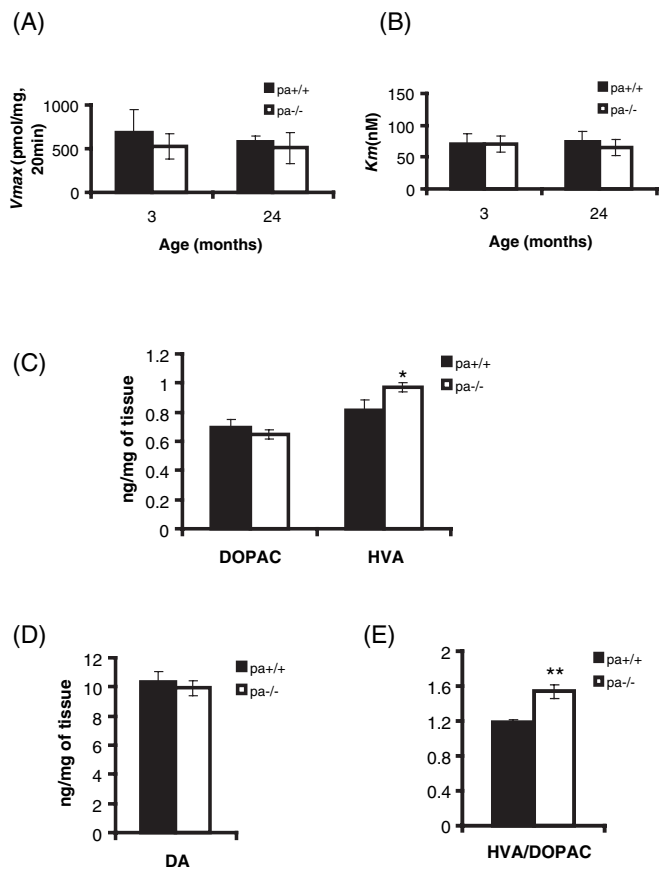 (A)
pa+/+
pa-/-
Vmax (pmol/mg,
20min)
1000
500
0
3
24
Age (months)
(B)
pa+/+
pa-/-
Km(nM)
150
100
50
0
3
24
Age (months)
(C)
pa+/+
pa-/-
ng/mg of tissue
1.2
1
0.8
0.6
0.4
0.2
0
*
DOPAC
HVA
(D)
pa+/+
pa-/-
ng/mg of tissue
12
10
8
6
4
2
0
DA
(E)
pa+/+
pa-/-
2
1.6
1.2
0.8
0.4
0
**
HVA/DOPAC